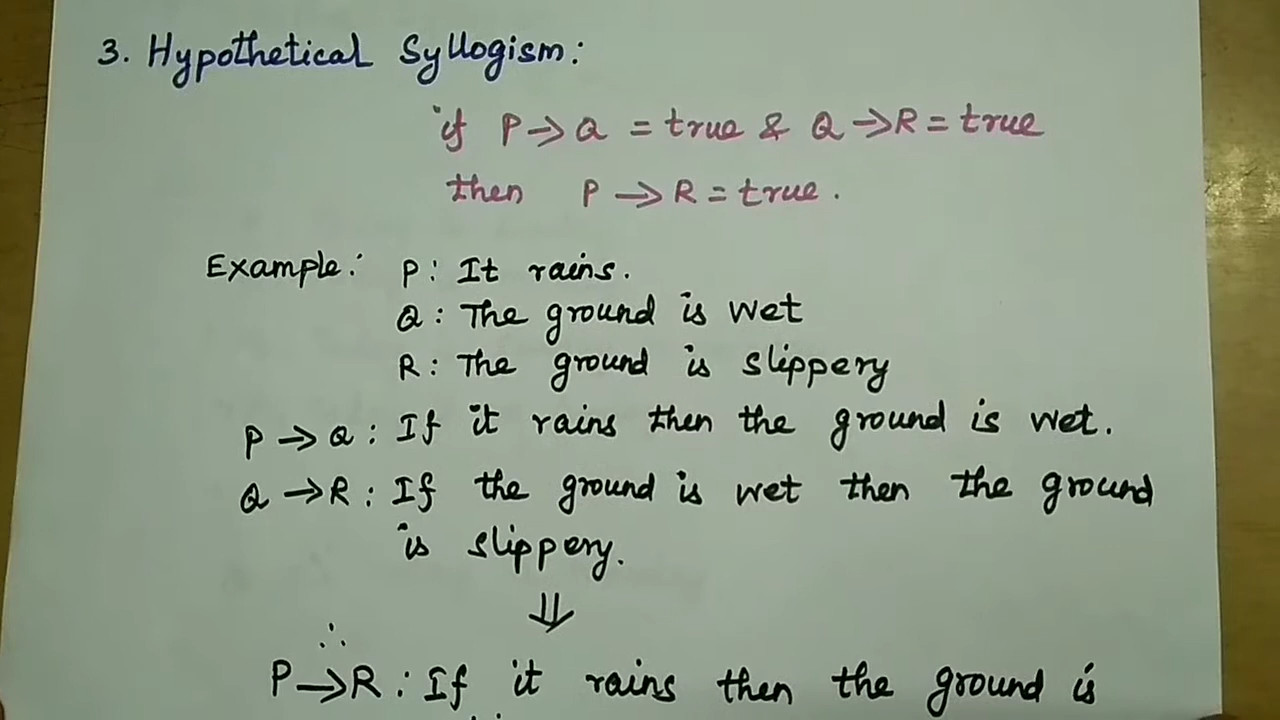 3. Hypothetical Syllogism:
if P → Q = true & Q → R = true
then P → R = true.
Example: P: It rains.
Q: The ground is wet
R: The ground is slippery
P → Q: If it rains then the ground is wet.
Q → R: If the ground is wet then the ground
is slippery.
⇓
∴
P → R: If it rains then the ground is